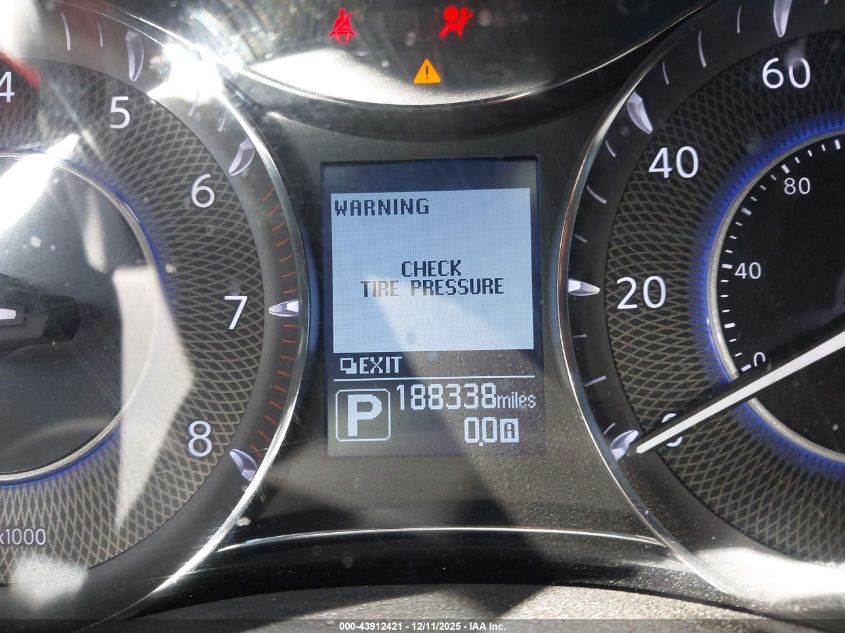 4
5
6
7
8
x1000
WARNING
CHECK
TIRE PRESSURE
EXIT
P
188338miles
0.0A
60
40
20
80
40
0
000-43912421 - 12/11/2025 - IAA Inc.